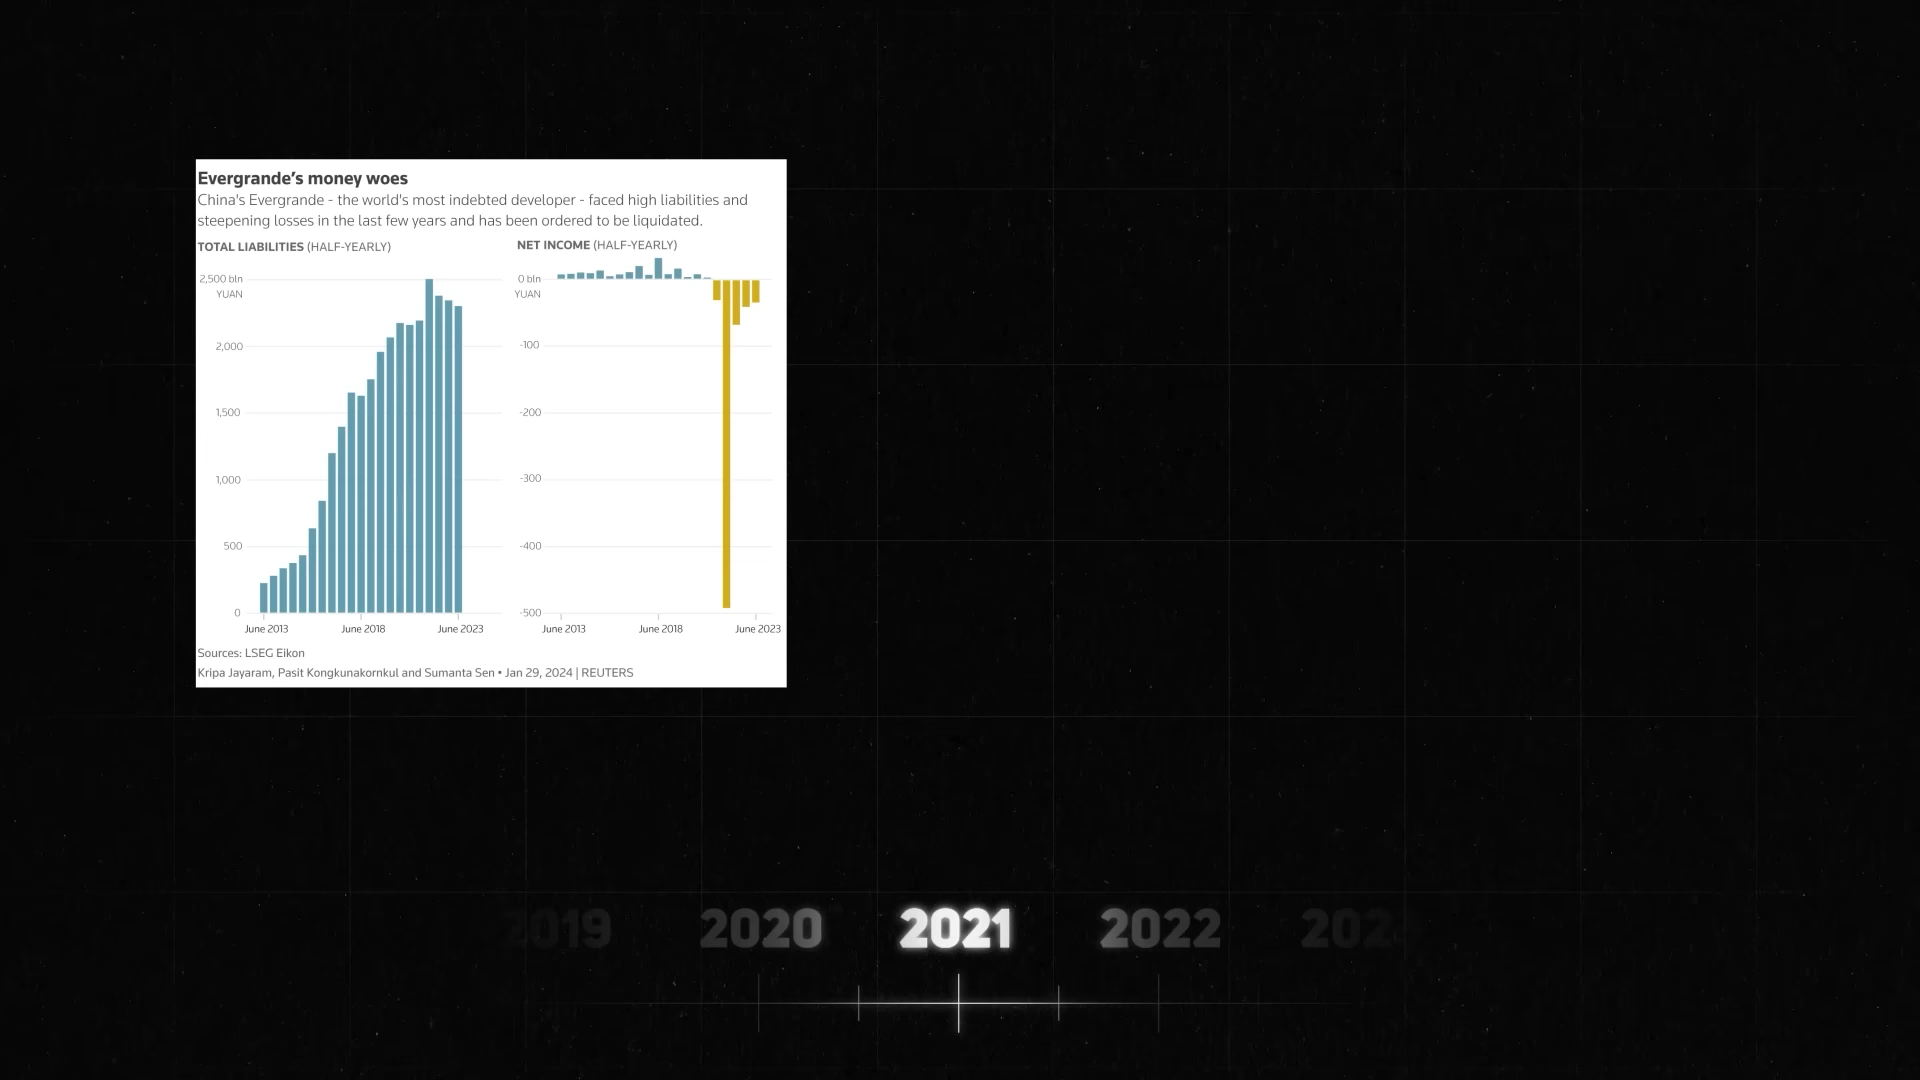 Evergrande's money woes
China's Evergrande - the world's most indebted developer - faced high liabilities and
steepening losses in the last few years and has been ordered to be liquidated.
TOTAL LIABILITIES (HALF-YEARLY)
2,500 bln
YUAN
2,000
1,500
1,000
500
0
June 2013 June 2018 June 2023
NET INCOME (HALF-YEARLY)
0 bln
YUAN
-100
-200
-300
-400
-500
June 2013 June 2018 June 2023
Sources: LSEG Eikon
Kripa Jayaram, Pasit Kongkunakornkul and Sumanta Sen • Jan 29, 2024 | REUTERS
2019 2020 2021 2022 202